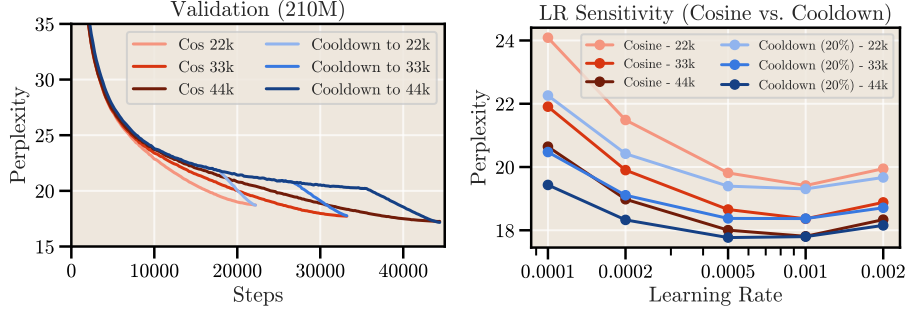 Validation (210M)
Perplexity
35
30
25
20
15
Cos 22k
Cos 33k
Cos 44k
Cooldown to 22k
Cooldown to 33k
Cooldown to 44k
0
10000
20000
30000
40000
Steps
LR Sensitivity (Cosine vs. Cooldown)
Perplexity
24
22
20
18
Cosine - 22k
Cosine - 33k
Cosine - 44k
Cooldown (20%) - 22k
Cooldown (20%) - 33k
Cooldown (20%) - 44k
0.0001
0.0002
0.0005
0.001
0.002
Learning Rate